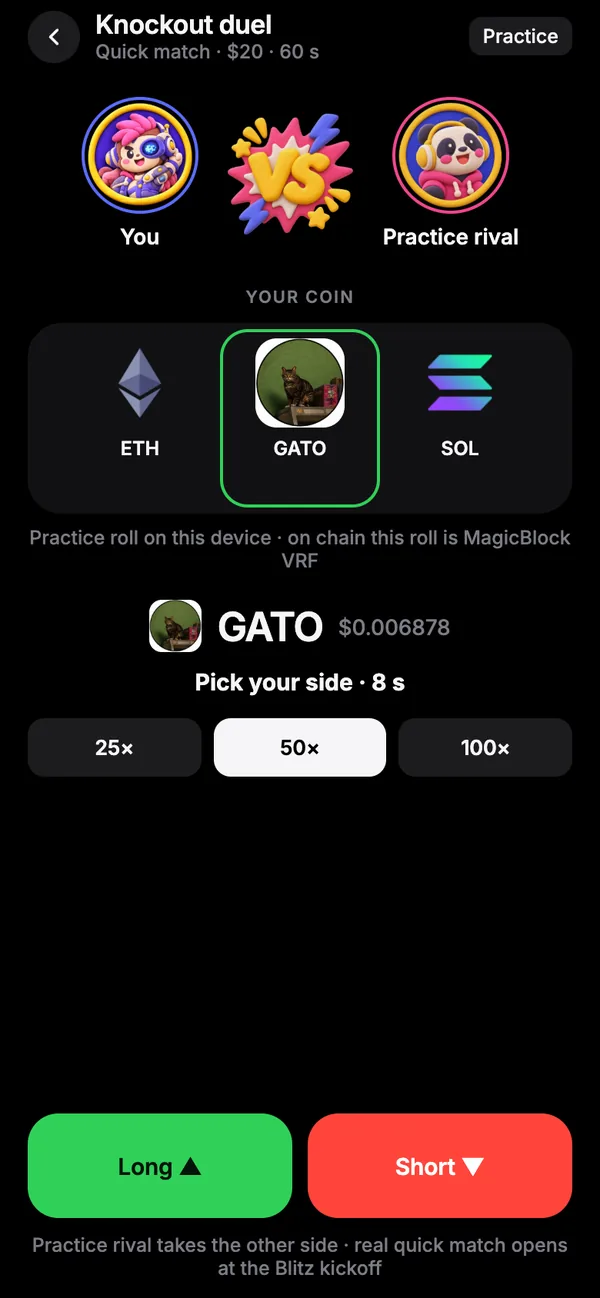 Knockout duel
Quick match · $20 · 60 s
Practice
VS
You
Practice rival
YOUR COIN
ETH
GATO
SOL
Practice roll on this device · on chain this roll is MagicBlock
VRF
GATO $0.006878
Pick your side · 8 s
25×
50×
100×
Long ▲
Short ▼
Practice rival takes the other side · real quick match opens
at the Blitz kickoff